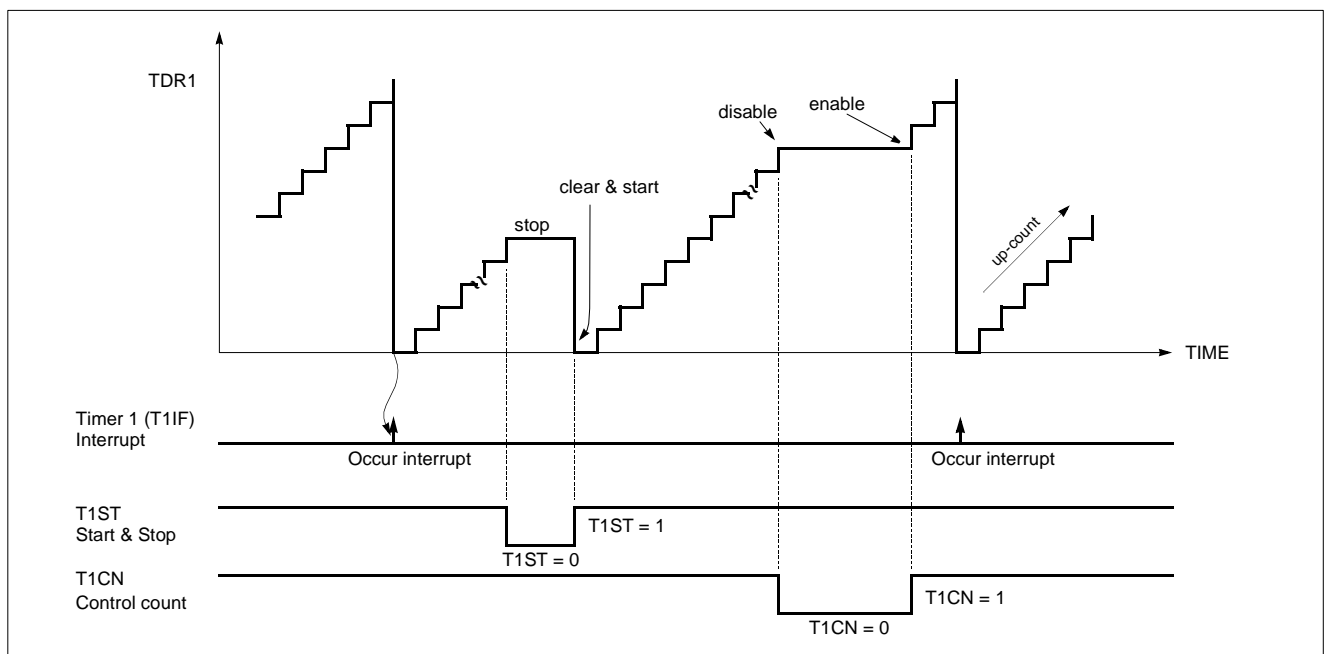 TDR1
disable
enable
clear & start
stop
up-count
TIME
Timer 1 (T1IF)
Interrupt
Occur interrupt
Occur interrupt
T1ST
Start & Stop
T1ST = 1
T1ST = 0
T1CN
Control count
T1CN = 1
T1CN = 0